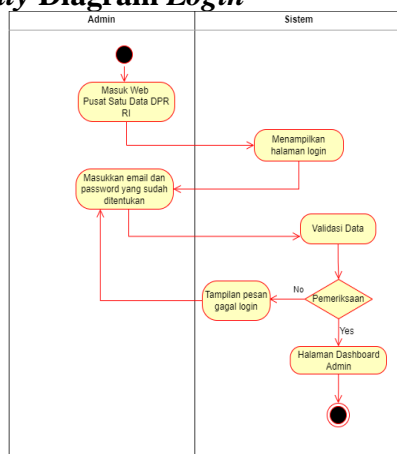 ty Diagram Login
Admin
Sistem
Masuk Web
Pusat Satu Data DPR
RI
Menampilkan
halaman login
Masukkan email dan
password yang sudah
ditentukan
Validasi Data
Pemeriksaan
No
Tampilan pesan
gagal login
Yes
Halaman Dashboard
Admin